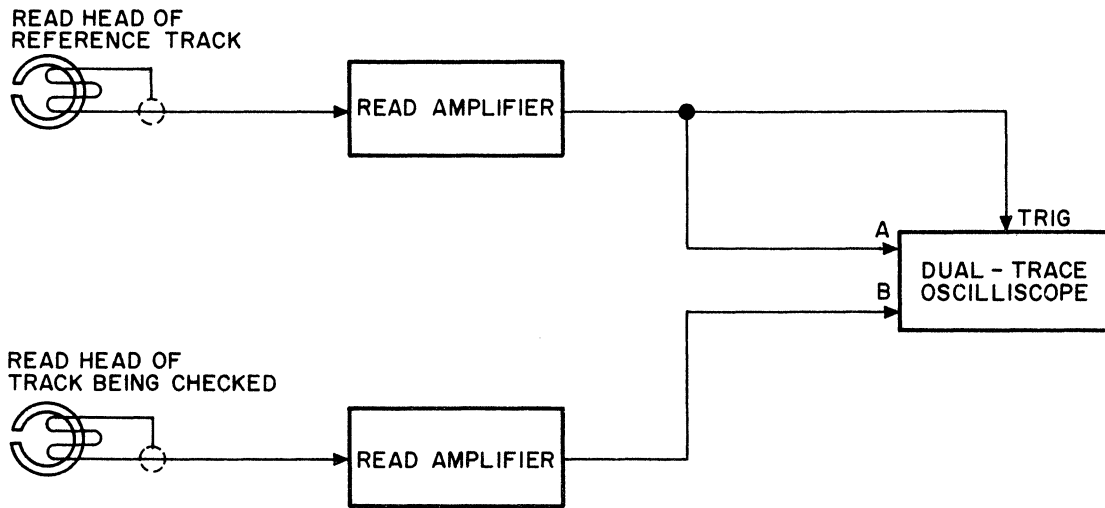 READ HEAD OF
REFERENCE TRACK
READ AMPLIFIER
TRIG
A
DUAL - TRACE
OSCILLISCOPE
B
READ HEAD OF
TRACK BEING CHECKED
READ AMPLIFIER